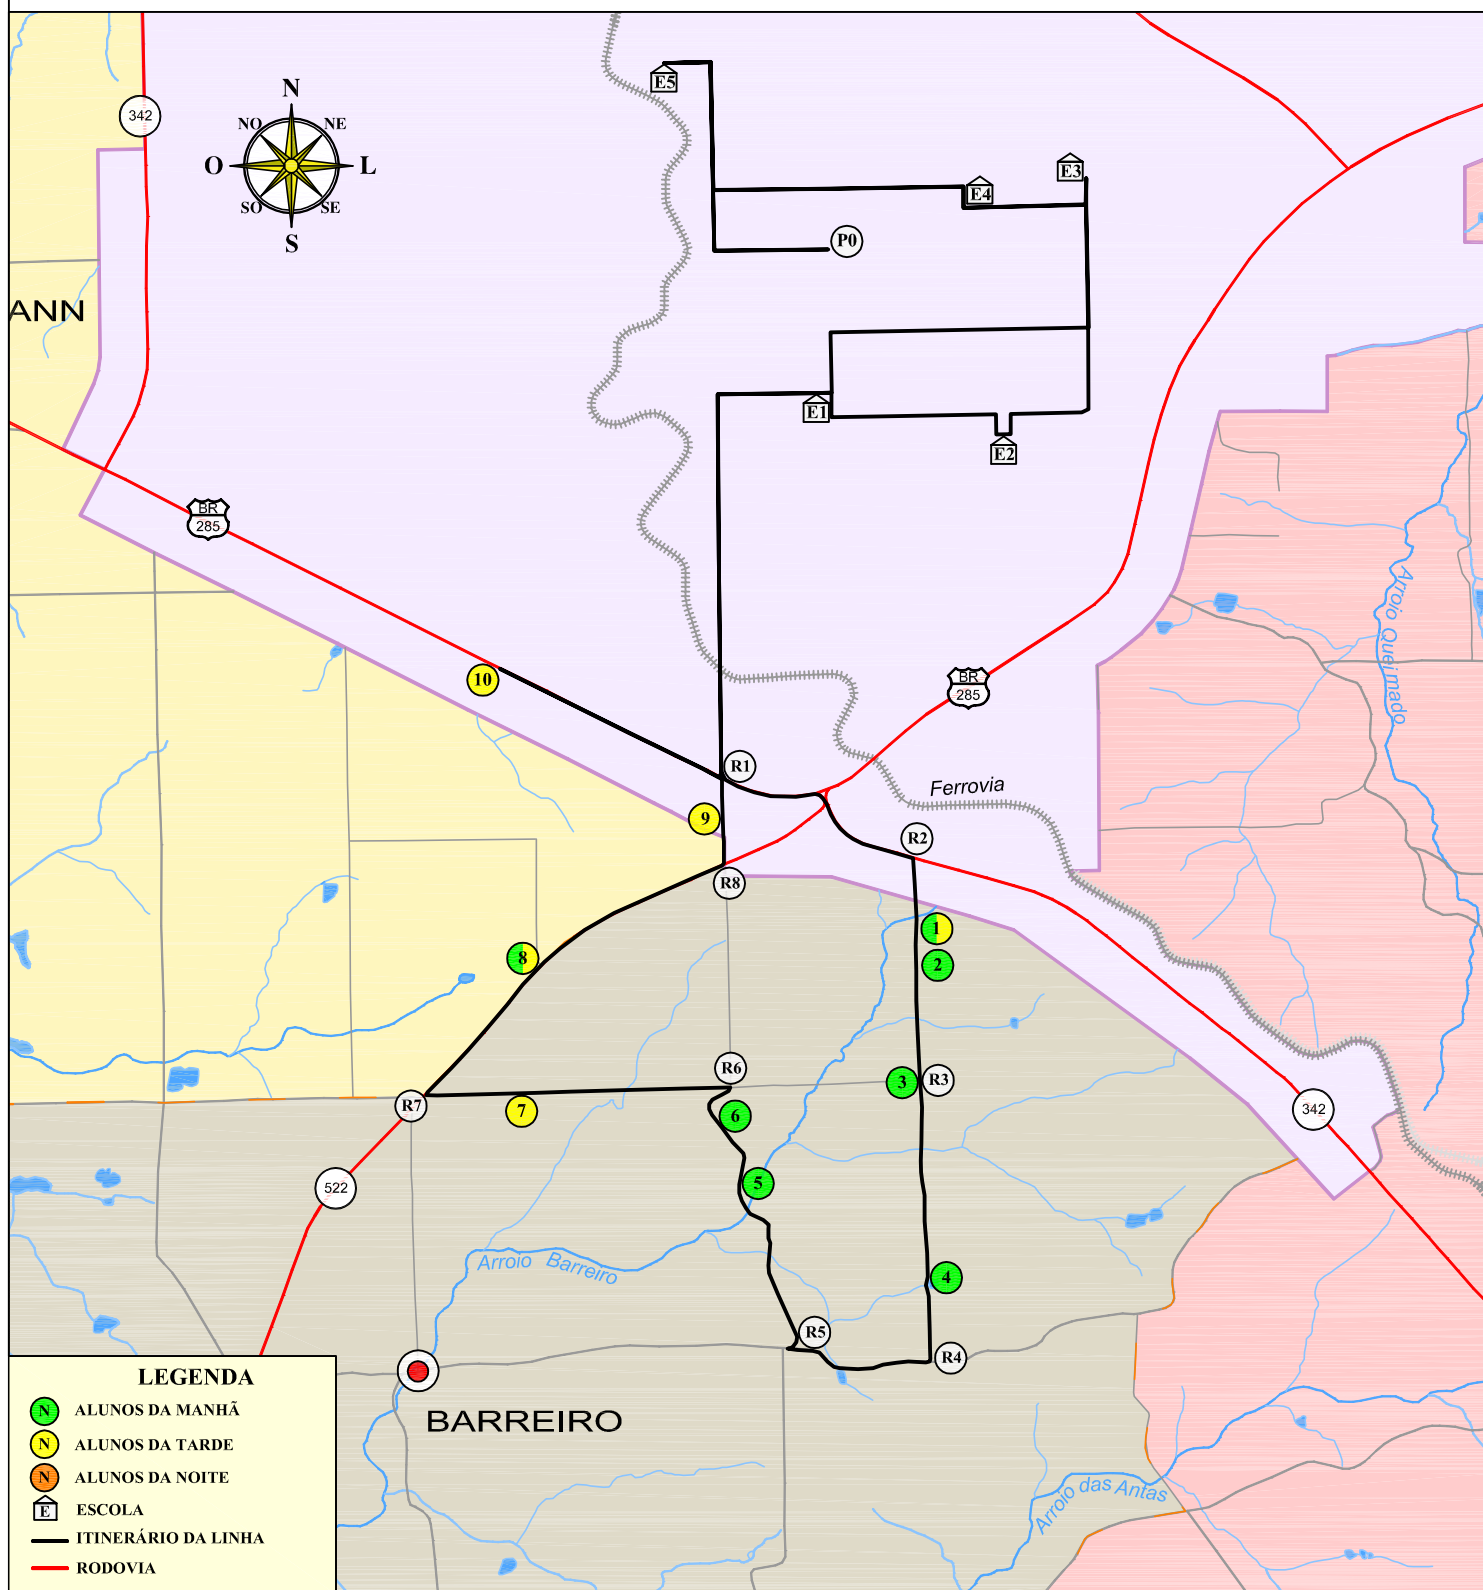 E5
342
N
NO
NE
O
L
SO
SE
S
E3
E4
P0
ANN
E1
E2
BR
285
10
BR
285
R1
Ferrovia
9
R2
R8
1
8
2
R6
3
R3
R7
7
6
342
5
522
Arroio Queimado
Arroio Barreiro
4
R5
R4
BARREIRO
Arroio das Antas
LEGENDA
N ALUNOS DA MANHÃ
N ALUNOS DA TARDE
N ALUNOS DA NOITE
E ESCOLA
ITINERÁRIO DA LINHA
RODOVIA